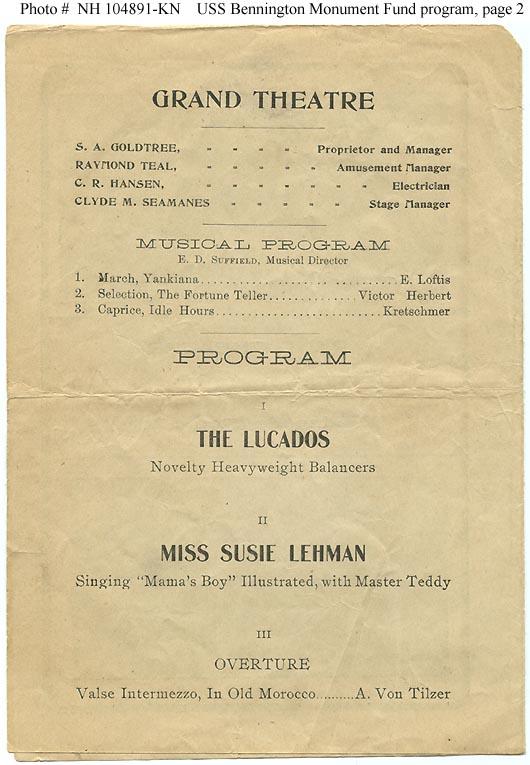 Photo # NH 104891-KN USS Bennington Monument Fund program, page 2
GRAND THEATRE
S. A. GOLDTREE, - - - - Proprietor and Manager
RAYMOND TEAL, - - - - - Amusement Manager
C. R. HANSEN, - - - - - - - Electrician
CLYDE M. SEAMANES - - - - - Stage Manager
MUSICAL PROGRAM
E. D. SUFFIELD, Musical Director
1. March, Yankiana.................................E. Loftis
2. Selection, The Fortune Teller..............Victor Herbert
3. Caprice, Idle Hours..........................Kretschmer
PROGRAM
I
THE LUCADOS
Novelty Heavyweight Balancers
II
MISS SUSIE LEHMAN
Singing "Mama's Boy" Illustrated, with Master Teddy
III
OVERTURE
Valse Intermezzo, In Old Morocco.........A. Von Tilzer